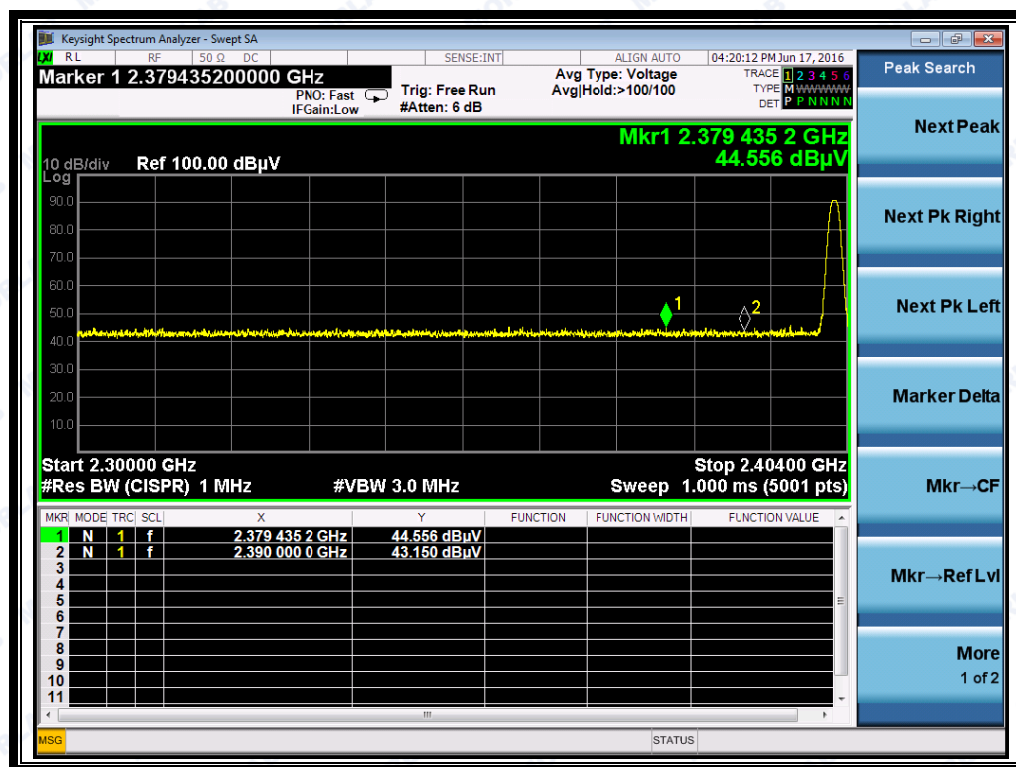 Keysight Spectrum Analyzer - Swept SA
LXI RL RF 50 Ω DC SENSE:INT ALIGN AUTO 04:20:12 PM Jun 17, 2016
Marker 1 2.379435200000 GHz
PNO: Fast
IFGain:Low
Trig: Free Run
#Atten: 6 dB
Avg Type: Voltage
Avg|Hold:>100/100
TRACE 1 2 3 4 5 6
TYPE M WWWWW
DET P P N N N N
Mkr1 2.379 435 2 GHz
44.556 dBµV
10 dB/div Ref 100.00 dBµV
Log
90.0
80.0
70.0
60.0
50.0
40.0
30.0
20.0
10.0
1
2
Start 2.30000 GHz Stop 2.40400 GHz
#Res BW (CISPR) 1 MHz #VBW 3.0 MHz Sweep 1.000 ms (5001 pts)
MKR MODE TRC SCL X Y FUNCTION FUNCTION WIDTH FUNCTION VALUE
1 N 1 f 2.379 435 2 GHz 44.556 dBµV
2 N 1 f 2.390 000 0 GHz 43.150 dBµV
3
4
5
6
7
8
9
10
11
MSG STATUS
Peak Search
Next Peak
Next Pk Right
Next Pk Left
Marker Delta
Mkr→CF
Mkr→Ref Lvl
More
1 of 2